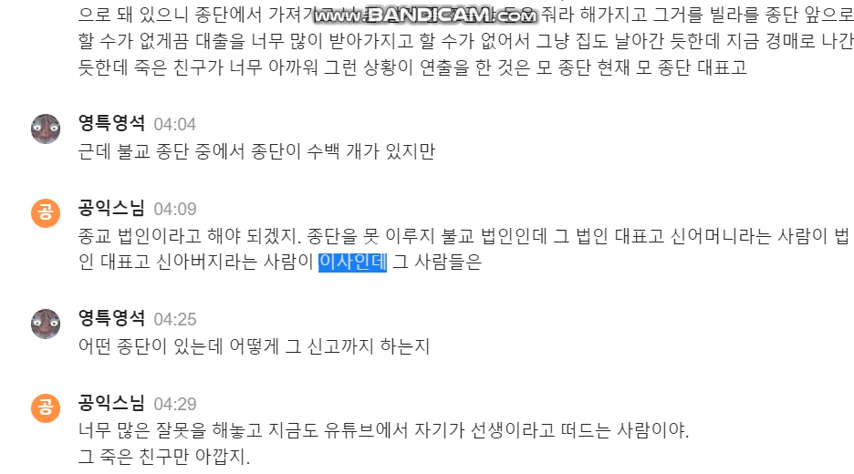 으로 돼 있으니 종단에서 가져가
줘라 해가지고 그거를 빌라를 종단 앞으로
www.BANDICAM.com
할 수가 없게끔 대출을 너무 많이 받아가지고 할 수가 없어서 그냥 집도 날아간 듯한데 지금 경매로 나간
듯한데 죽은 친구가 너무 아까워 그런 상황이 연출을 한 것은 모 종단 현재 모 종단 대표고
영특영석 04:04
근데 불교 종단 중에서 종단이 수백 개가 있지만
공
공익스님 04:09
종교 법인이라고 해야 되겠지. 종단을 못 이루지 불교 법인인데 그 법인 대표고 신어머니라는 사람이 법
인 대표고 신아버지라는 사람이 이사인데 그 사람들은
영특영석 04:25
어떤 종단이 있는데 어떻게 그 신고까지 하는지
공
공익스님 04:29
너무 많은 잘못을 해놓고 지금도 유튜브에서 자기가 선생이라고 떠드는 사람이야.
그 죽은 친구만 아깝지.